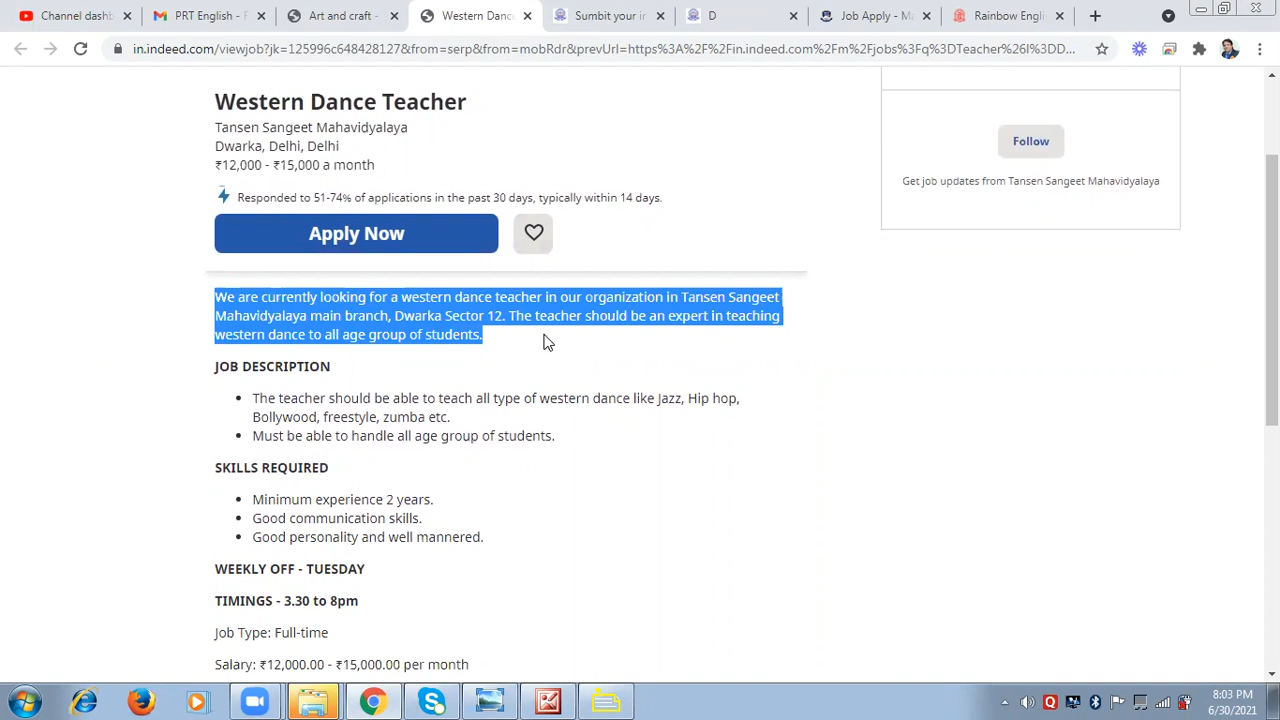 Channel dashb
PRT English - F
Art and craft -
Western Danc
Sumbit your in
D
Job Apply - Ma
Rainbow Engli
in.indeed.com/viewjob?jk=125996c648428127&from=serp&from=mobRdr&prevUrl=https%3A%2F%2Fin.indeed.com%2Fm%2Fjobs%3Fq%3DTeacher%26l%3DD...
Western Dance Teacher
Tansen Sangeet Mahavidyalaya
Dwarka, Delhi, Delhi
₹12,000 - ₹15,000 a month
Responded to 51-74% of applications in the past 30 days, typically within 14 days.
Apply Now
Follow
Get job updates from Tansen Sangeet Mahavidyalaya
We are currently looking for a western dance teacher in our organization in Tansen Sangeet
Mahavidyalaya main branch, Dwarka Sector 12. The teacher should be an expert in teaching
western dance to all age group of students.
JOB DESCRIPTION
• The teacher should be able to teach all type of western dance like Jazz, Hip hop,
Bollywood, freestyle, zumba etc.
• Must be able to handle all age group of students.
SKILLS REQUIRED
• Minimum experience 2 years.
• Good communication skills.
• Good personality and well mannered.
WEEKLY OFF - TUESDAY
TIMINGS - 3.30 to 8pm
Job Type: Full-time
Salary: ₹12,000.00 - ₹15,000.00 per month
8:03 PM
6/30/2021